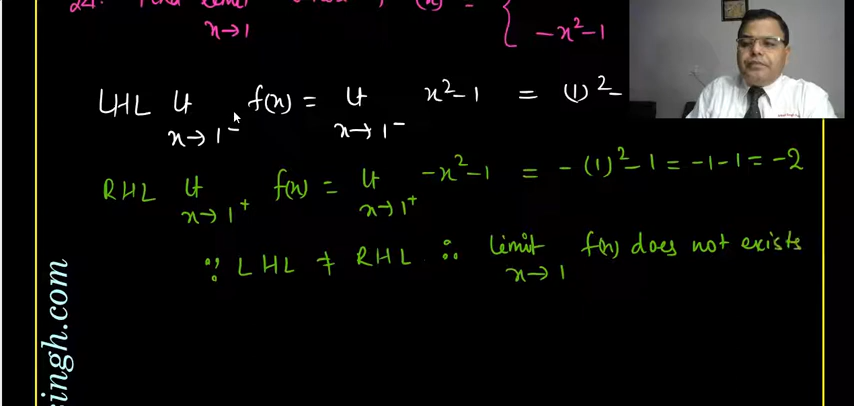 24.
x→1
-x²-1
LHL Lt x→1⁻ f(x) = Lt x→1⁻ x²-1 = (1)²-
RHL Lt x→1⁺ f(x) = Lt x→1⁺ -x²-1 = -(1)²-1 = -1-1 = -2
∵ LHL ≠ RHL ∴ limit x→1 f(x) does not exists
ingh.com